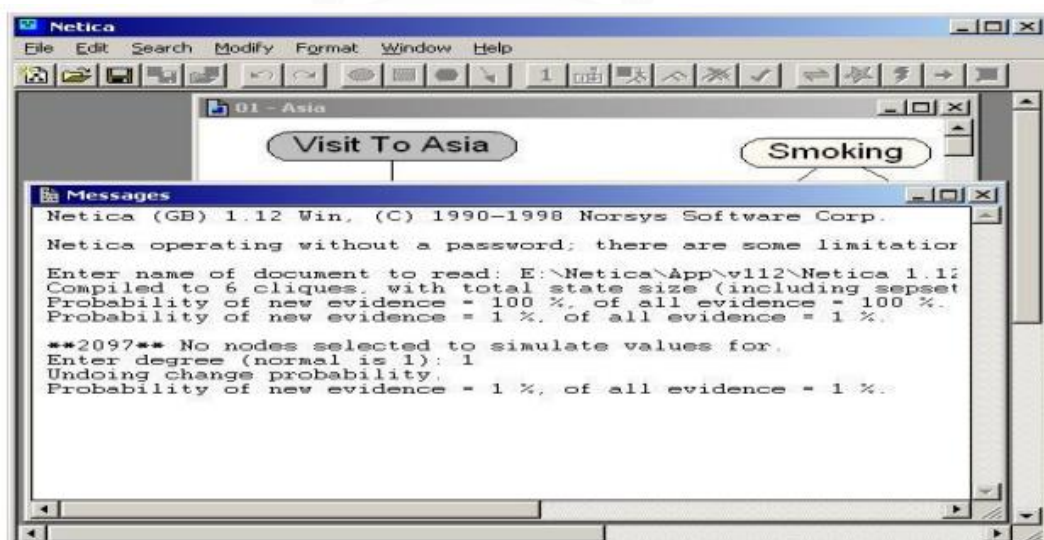 Netica
File Edit Search Modify Format Window Help
1
01 - Asia
Visit To Asia
Smoking
Messages
Netica (GB) 1.12 Win, (C) 1990-1998 Norsys Software Corp.
Netica operating without a password; there are some limitation
Enter name of document to read: E:\Netica\App\v112\Netica 1.12
Compiled to 6 cliques, with total state size (including sepset
Probability of new evidence = 100 %, of all evidence = 100 %.
Probability of new evidence = 1 %, of all evidence = 1 %.
**2097** No nodes selected to simulate values for.
Enter degree (normal is 1): 1
Undoing change probability.
Probability of new evidence = 1 %, of all evidence = 1 %.